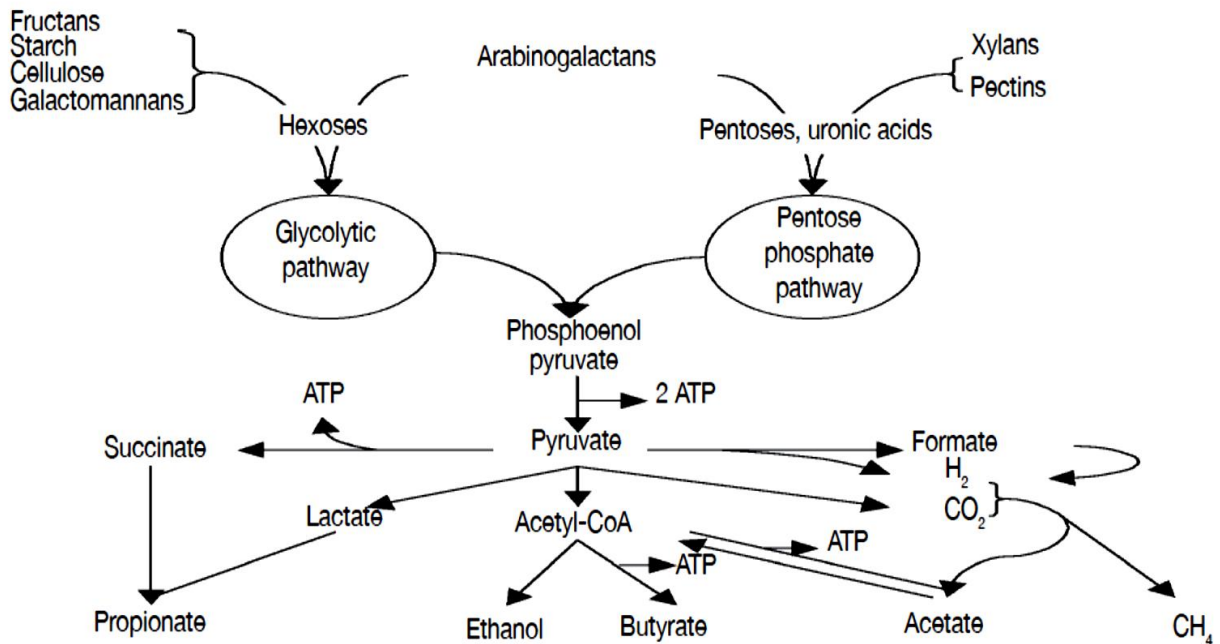 Fructans
Starch
Cellulose
Galactomannans
Arabinogalactans
Xylans
Pectins
Hexoses
Pentoses, uronic acids
Glycolytic
pathway
Pentose
phosphate
pathway
Phosphoenol
pyruvate
2 ATP
ATP
Succinate
Pyruvate
Formate
H₂
CO₂
Lactate
Acetyl-CoA
ATP
ATP
Propionate
Ethanol
Butyrate
Acetate
CH₄